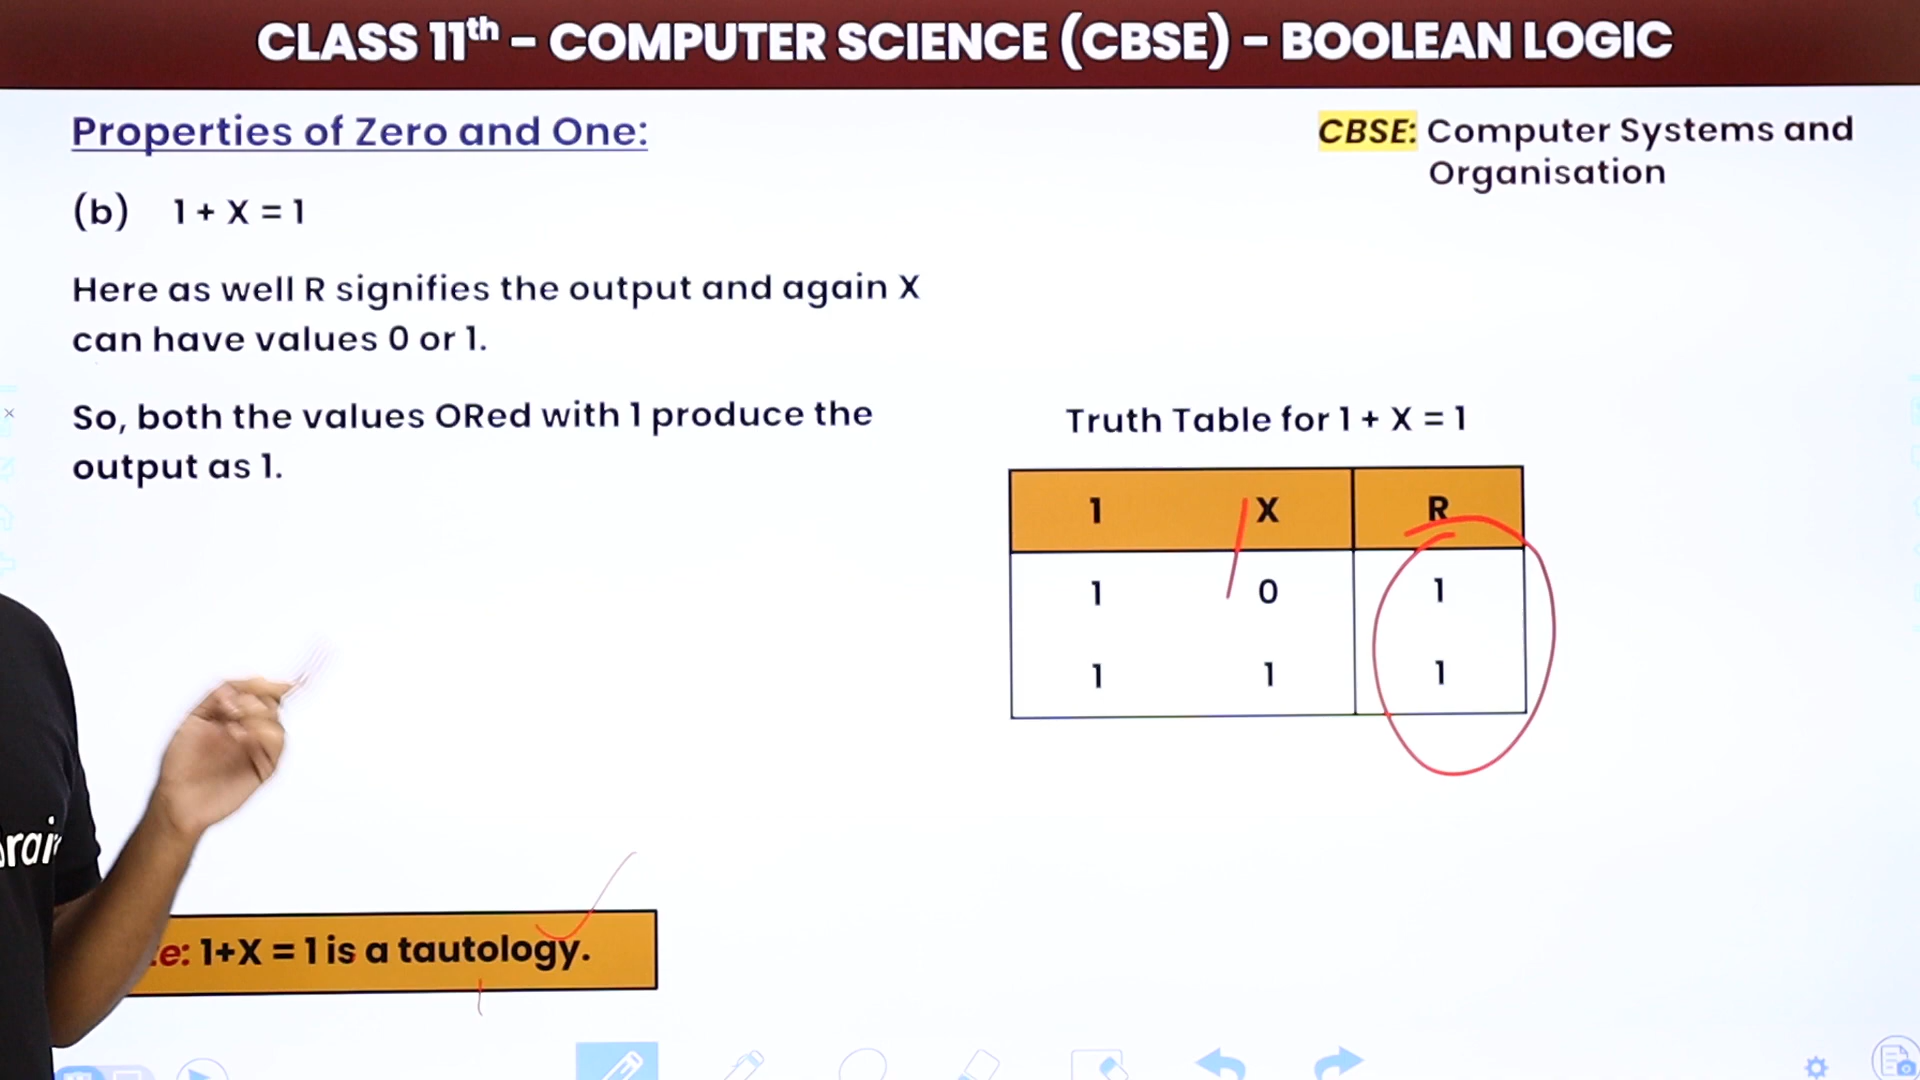 CLASS 11th - COMPUTER SCIENCE (CBSE) - BOOLEAN LOGIC
Properties of Zero and One:
CBSE: Computer Systems and
Organisation
(b) 1 + X = 1
Here as well R signifies the output and again X
can have values 0 or 1.
So, both the values ORed with 1 produce the
output as 1.
Truth Table for 1 + X = 1
1 X R
1 0 1
1 1 1
1+X = 1 is a tautology.